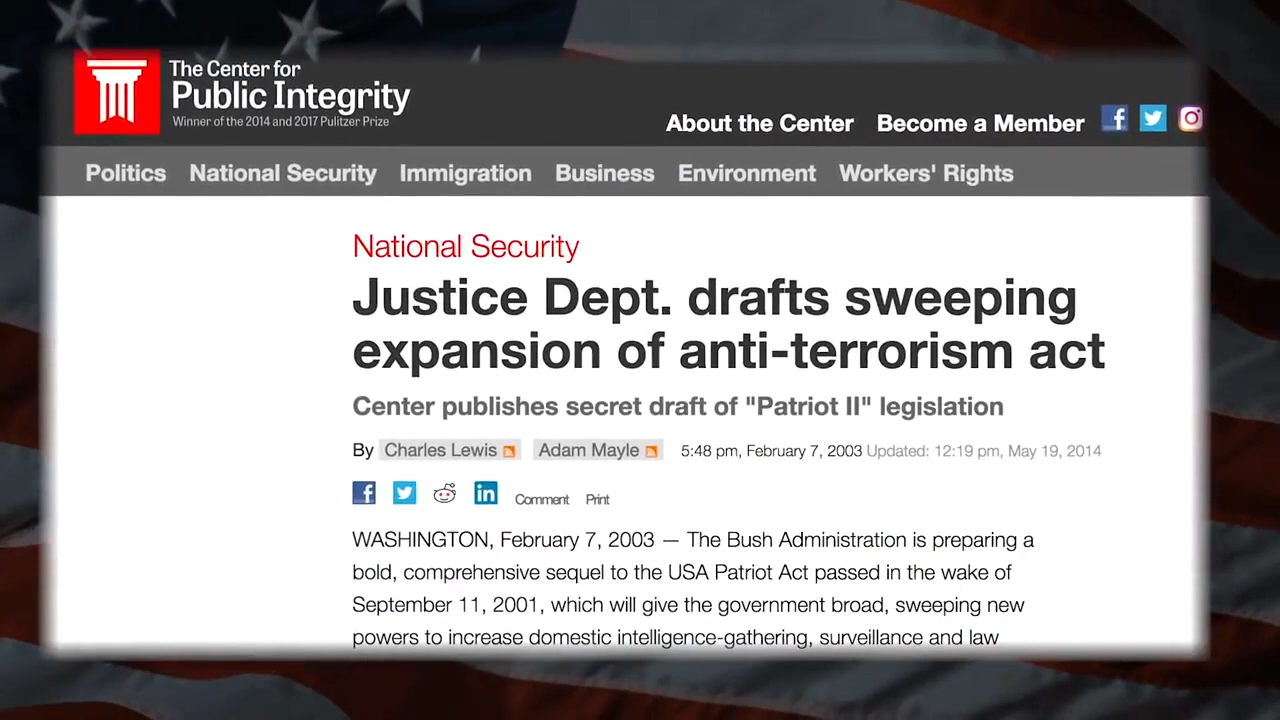 The Center for
Public Integrity
Winner of the 2014 and 2017 Pulitzer Prize
About the Center Become a Member
Politics National Security Immigration Business Environment Workers' Rights
National Security
Justice Dept. drafts sweeping
expansion of anti-terrorism act
Center publishes secret draft of "Patriot II" legislation
By Charles Lewis Adam Mayle 5:48 pm, February 7, 2003 Updated: 12:19 pm, May 19, 2014
Comment Print
WASHINGTON, February 7, 2003 — The Bush Administration is preparing a
bold, comprehensive sequel to the USA Patriot Act passed in the wake of
September 11, 2001, which will give the government broad, sweeping new
powers to increase domestic intelligence-gathering, surveillance and law